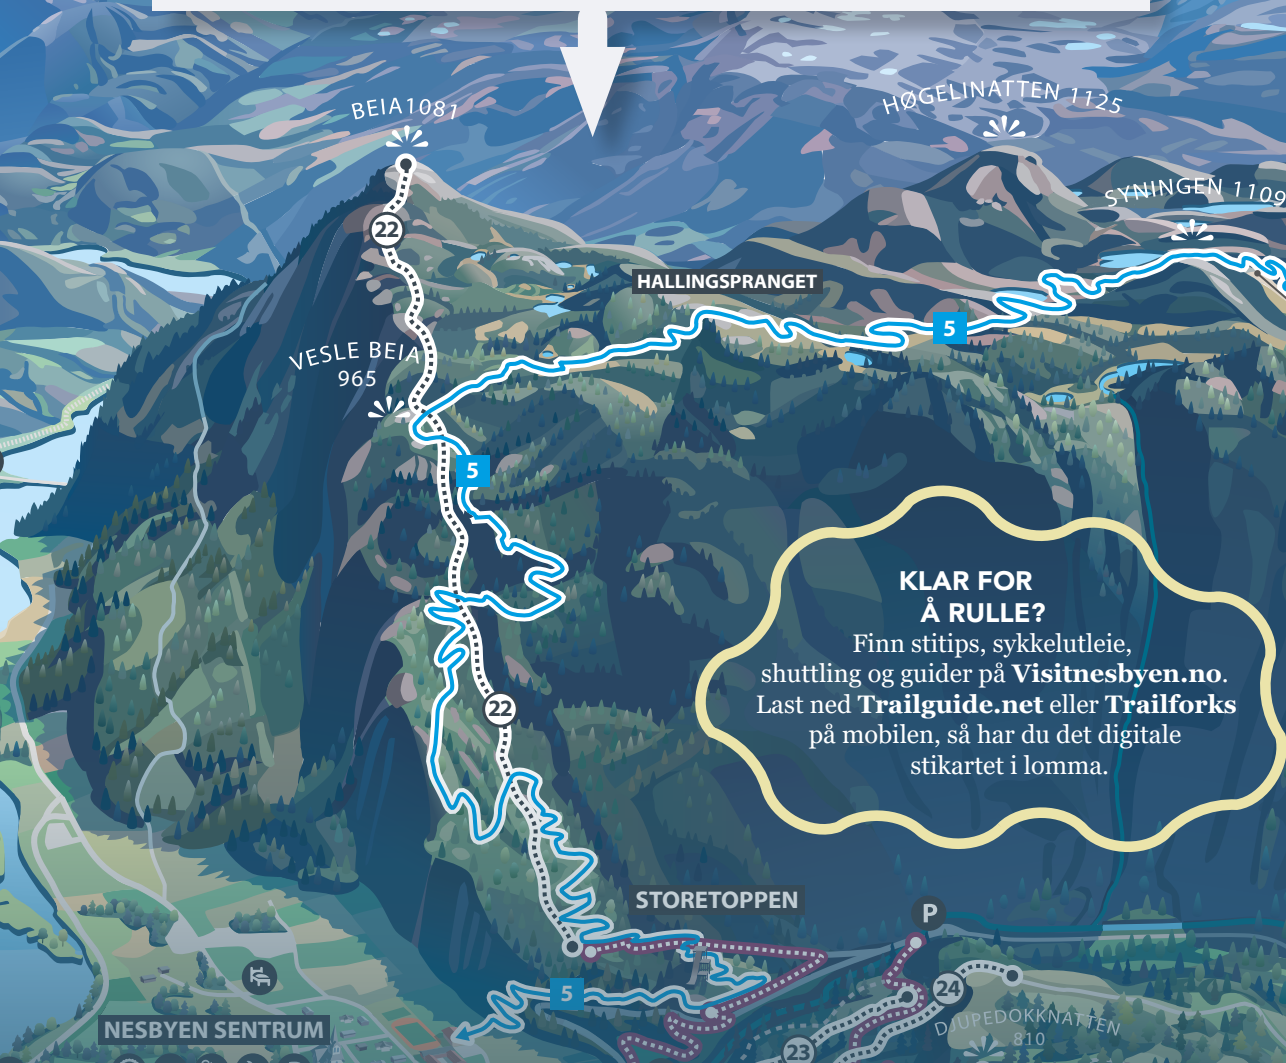 BEIA 1081
HØGELINATTEN 1125
SYNINGEN 1109
22
HALLINGSPRANGET
5
VESLE BEIA
965
5
KLAR FOR
Å RULLE?
Finn stitips, sykkelutleie,
shuttling og guider på Visitnesbyen.no.
Last ned Trailguide.net eller Trailforks
på mobilen, så har du det digitale
stikartet i lomma.
22
STORETOPPEN
P
24
5
DJUPEDOKKNATTEN
810
NESBYEN SENTRUM
23